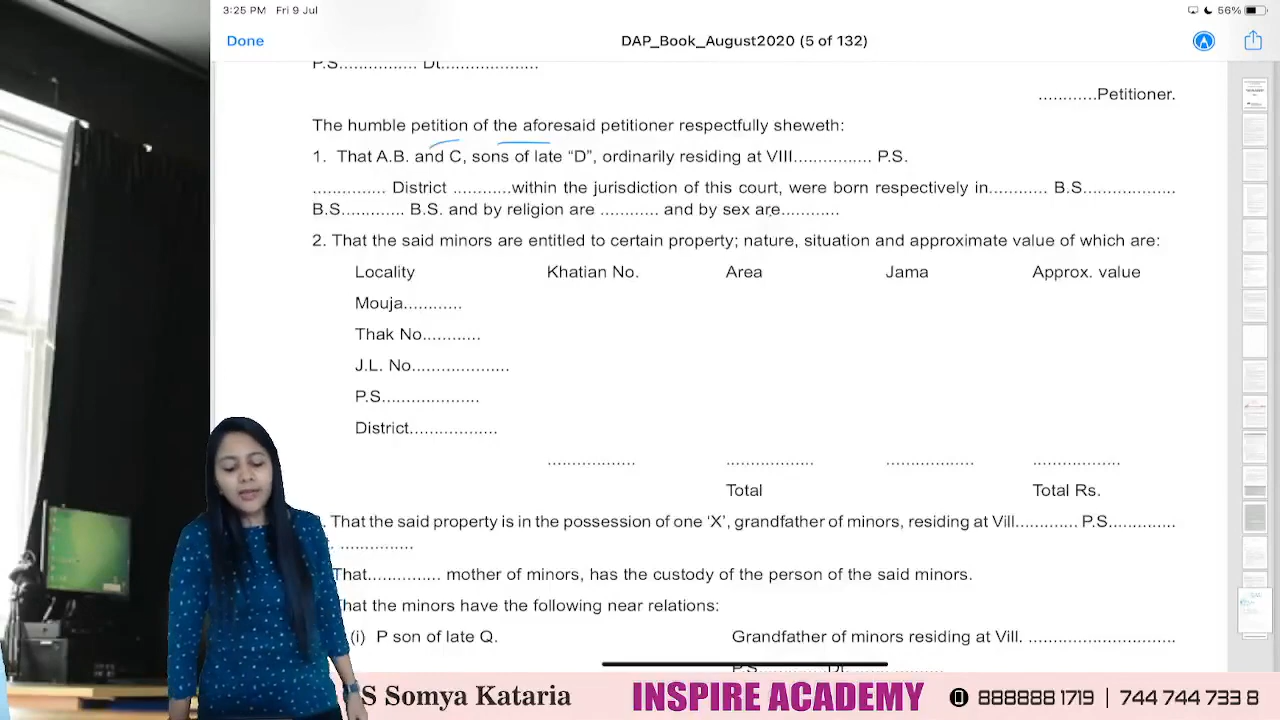 3:25 PM Fri 9 Jul 56%
Done DAP_Book_August2020 (5 of 132)
P.S................ Dt...................
............Petitioner.
The humble petition of the aforesaid petitioner respectfully sheweth:
1. That A.B. and C, sons of late “D”, ordinarily residing at VIII............... P.S.
............... District ............within the jurisdiction of this court, were born respectively in............ B.S...................
B.S............. B.S. and by religion are ............ and by sex are............
2. That the said minors are entitled to certain property; nature, situation and approximate value of which are:
Locality Khatian No. Area Jama Approx. value
Mouja............
Thak No............
J.L. No....................
P.S....................
District..................
.................. .................. .................. ..................
Total Total Rs.
. That the said property is in the possession of one ‘X’, grandfather of minors, residing at Vill............. P.S..............
. ...............
That............... mother of minors, has the custody of the person of the said minors.
That the minors have the following near relations:
(i) P son of late Q. Grandfather of minors residing at Vill. ..............................
P.S..............Dt. ....................
S Somya Kataria INSPIRE ACADEMY 888888 1719 | 744 744 733 8